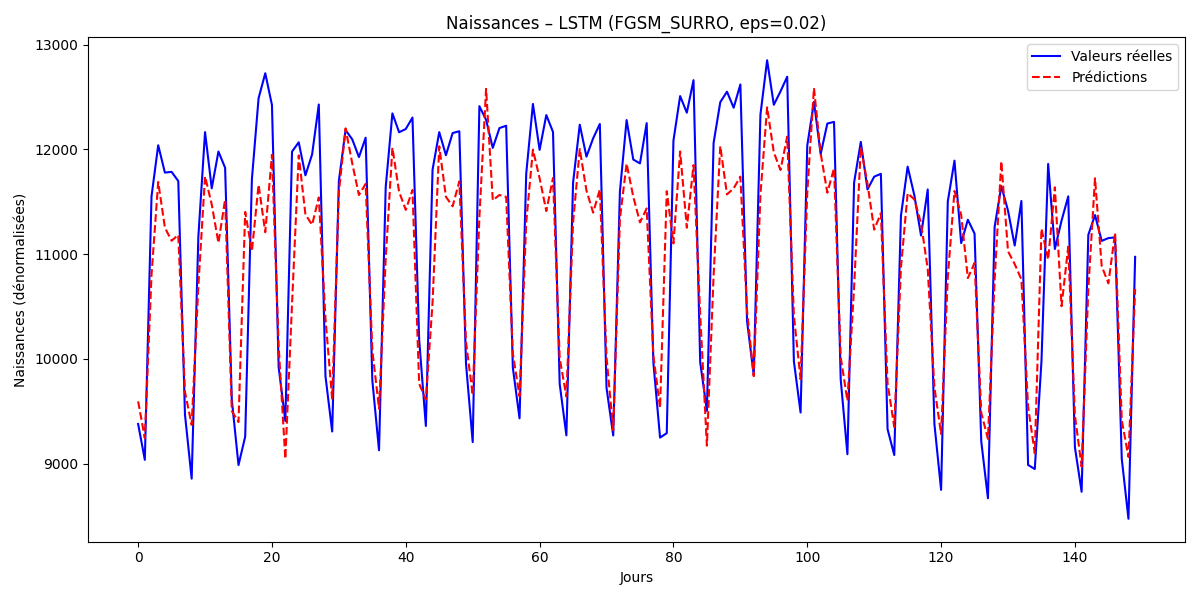 Naissances – LSTM (FGSM_SURRO, eps=0.02)
Valeurs réelles
Prédictions
Naissances (dénormalisées)
13000
12000
11000
10000
9000
0 20 40 60 80 100 120 140
Jours